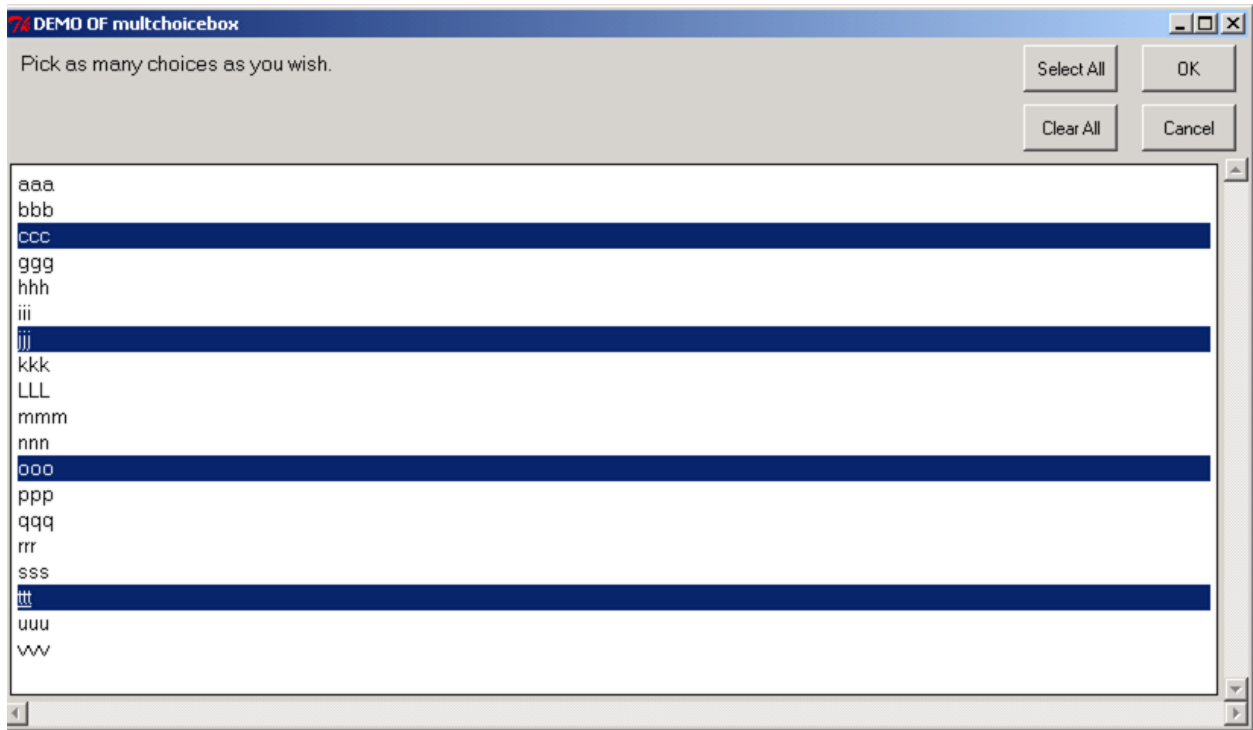 DEMO OF multchoicebox
Pick as many choices as you wish.
Select All
OK
Clear All
Cancel
aaa
bbb
ccc
ggg
hhh
iii
jjj
kkk
LLL
mmm
nnn
ooo
ppp
qqq
rrr
sss
ttt
uuu
vvv